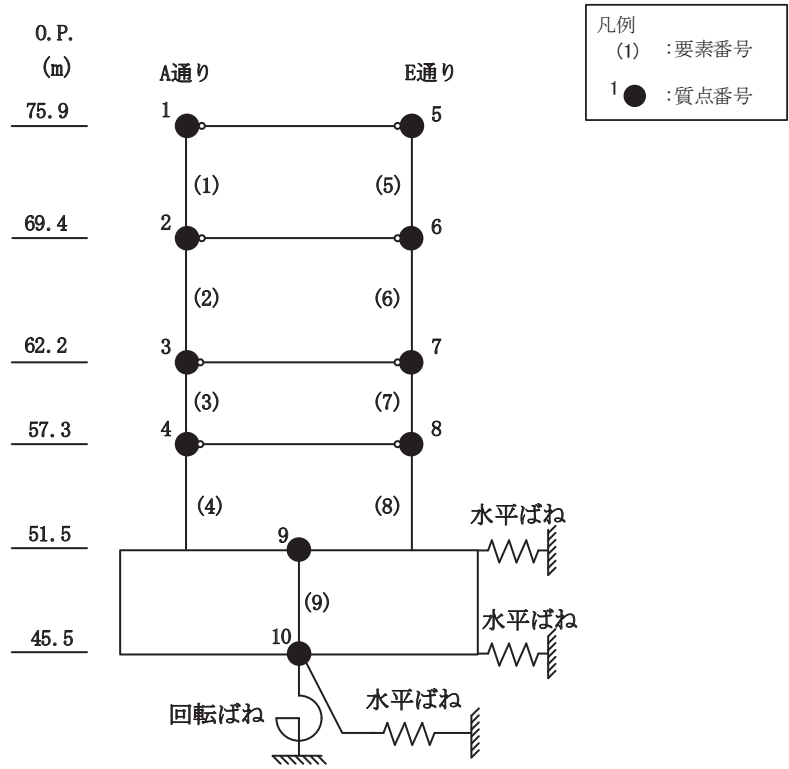 O.P.
(m)
A通り
E通り
凡例
(1) :要素番号
1 :質点番号
75.9
1
5
(1)
(5)
69.4
2
6
(2)
(6)
62.2
3
7
(3)
(7)
57.3
4
8
(4)
(8)
水平ばね
51.5
9
(9)
水平ばね
45.5
10
水平ばね
回転ばね